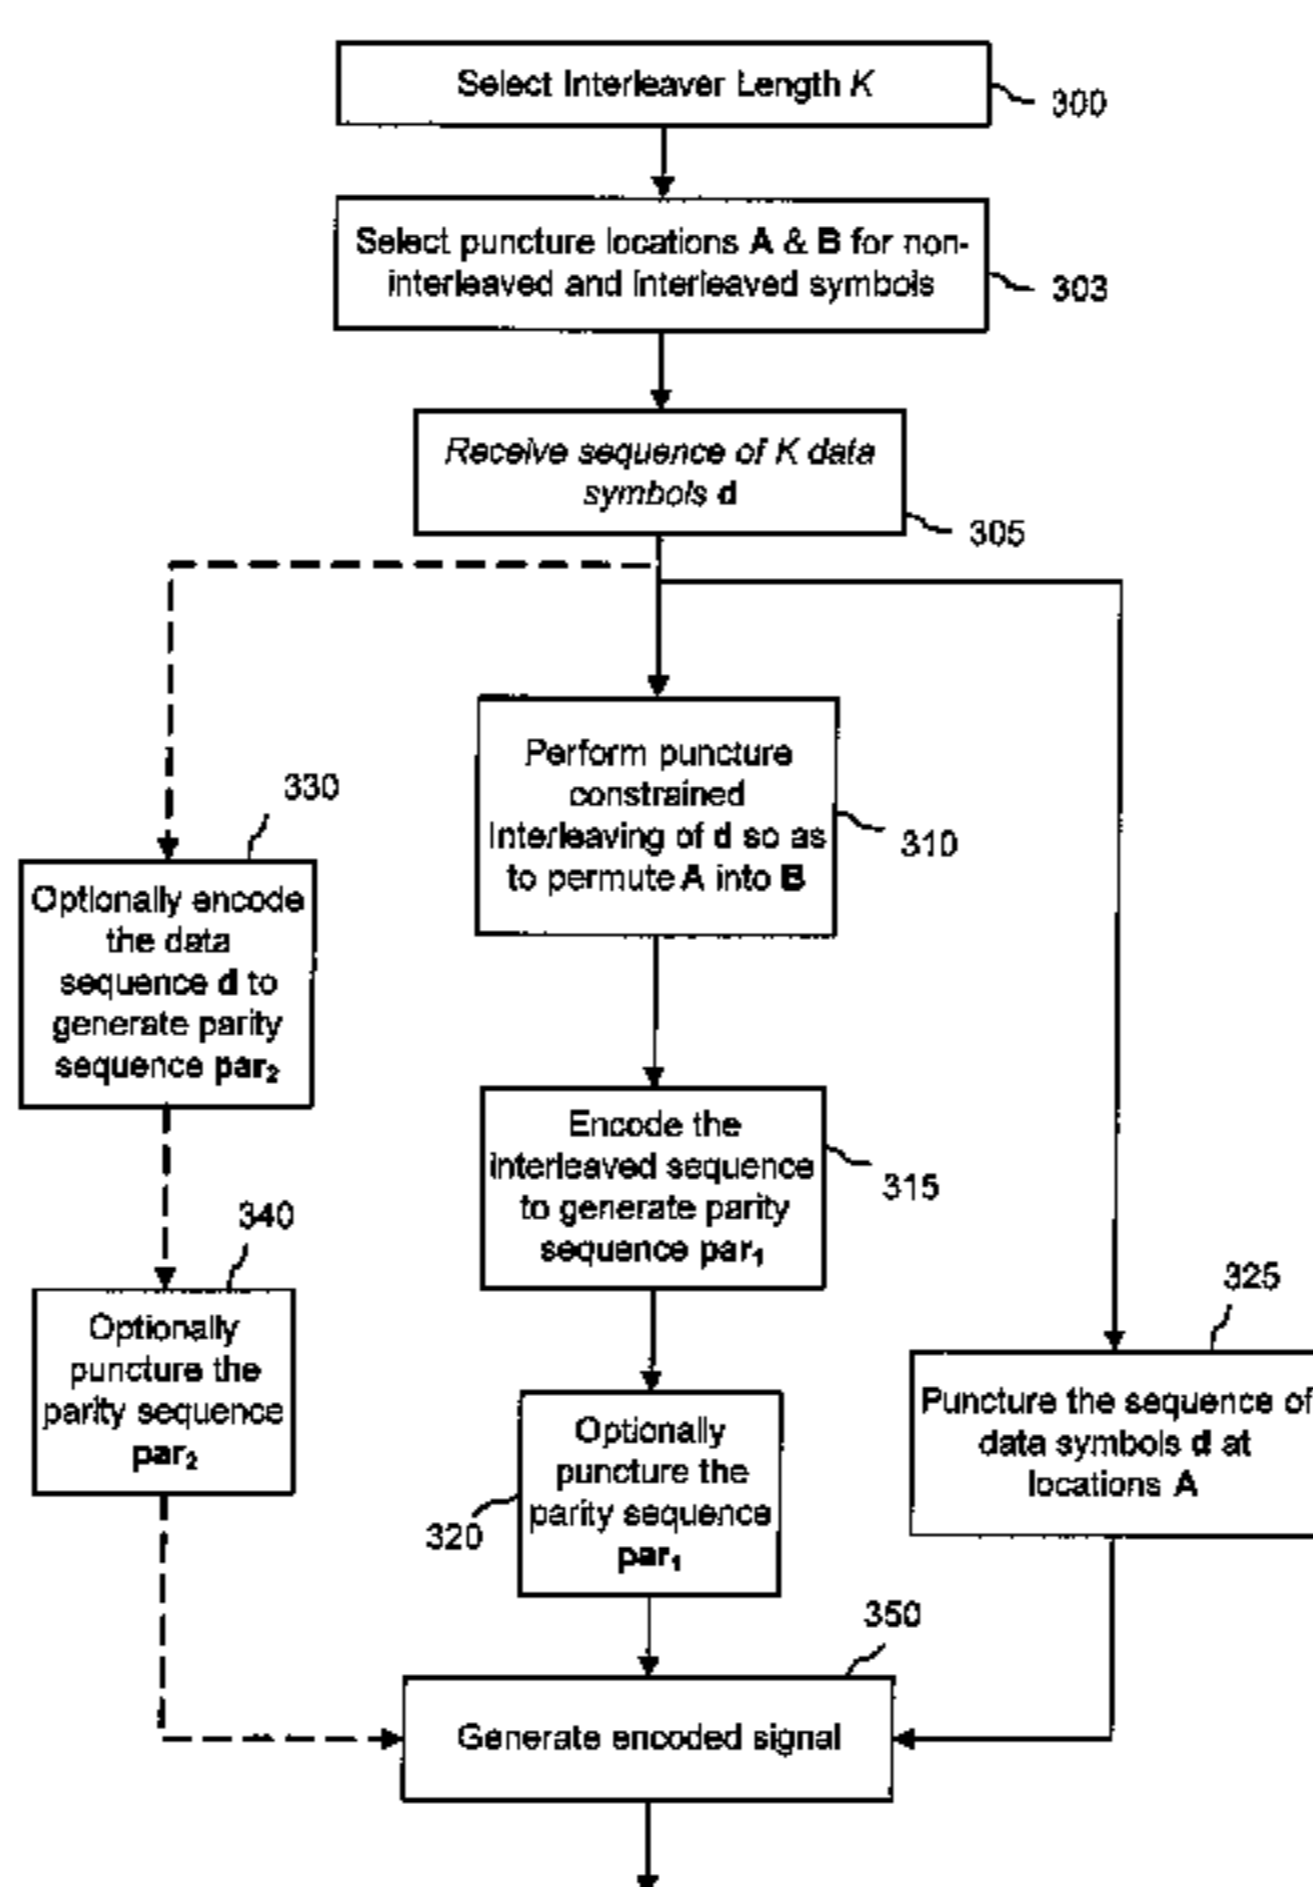 Select Interleaver Length K
300
Select puncture locations A & B for non-
interleaved and interleaved symbols
303
Receive sequence of K data
symbols d
305
330
Optionally encode
the data
sequence d to
generate parity
sequence par₂
Perform puncture
constrained
Interleaving of d so as
to permute A into B
310
Encode the
interleaved sequence
to generate parity
sequence par₁
315
340
Optionally
puncture the
parity sequence
par₂
325
Puncture the sequence of
data symbols d at
locations A
Optionally
puncture the
parity sequence
par₁
320
350
Generate encoded signal